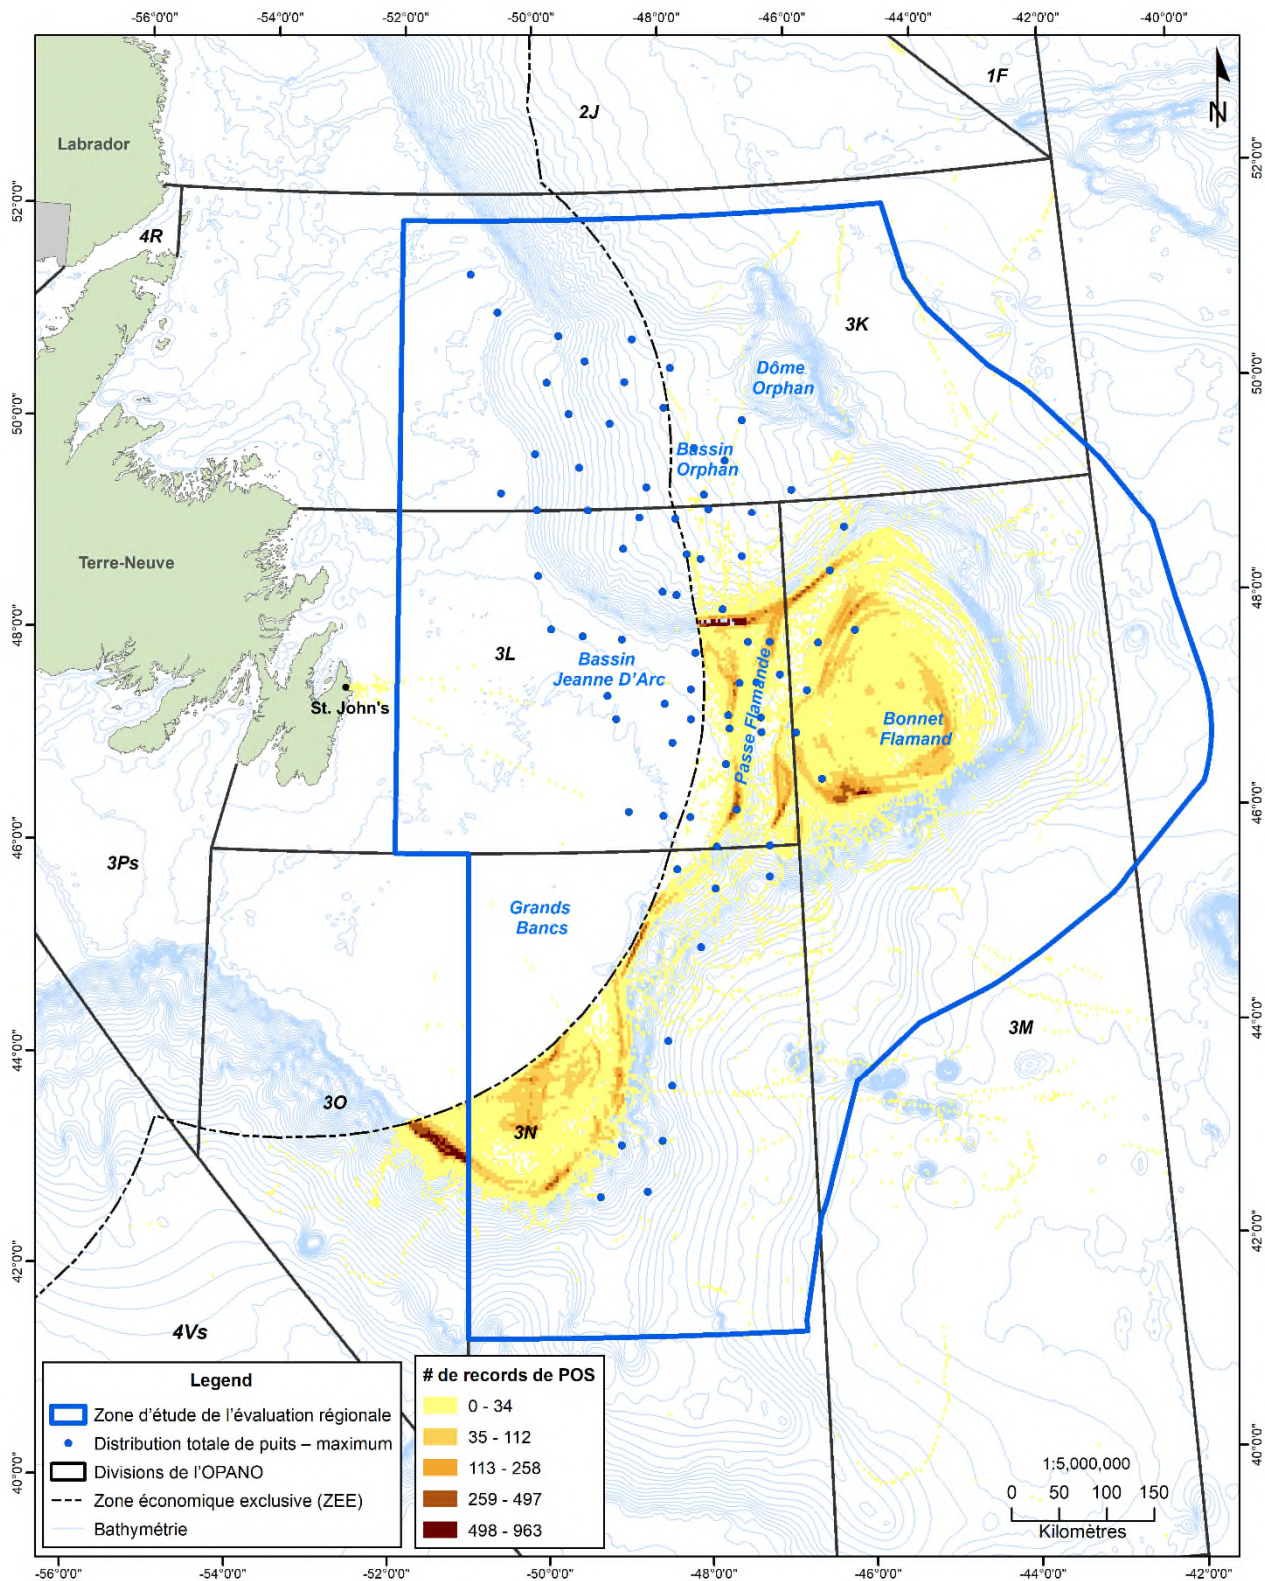 -56°0'0" -54°0'0" -52°0'0" -50°0'0" -48°0'0" -46°0'0" -44°0'0" -42°0'0" -40°0'0"
1F
N
2J
Labrador
52°0'0"
52°0'0"
4R
3K
Dôme
Orphan
50°0'0"
50°0'0"
Bassin
Orphan
Terre-Neuve
48°0'0"
48°0'0"
3L
Bassin
Jeanne D'Arc
Passe Flamande
St. John's
Bonnet
Flamand
46°0'0"
46°0'0"
3Ps
Grands
Bancs
44°0'0"
44°0'0"
3M
3O
3N
42°0'0"
42°0'0"
4Vs
Legend
Zone d'étude de l'évaluation régionale
Distribution totale de puits – maximum
Divisions de l'OPANO
Zone économique exclusive (ZEE)
Bathymétrie
# de records de POS
0 - 34
35 - 112
113 - 258
259 - 497
498 - 963
40°0'0"
40°0'0"
1:5,000,000
0 50 100 150
Kilomètres
-56°0'0" -54°0'0" -52°0'0" -50°0'0" -48°0'0" -46°0'0" -44°0'0" -42°0'0"